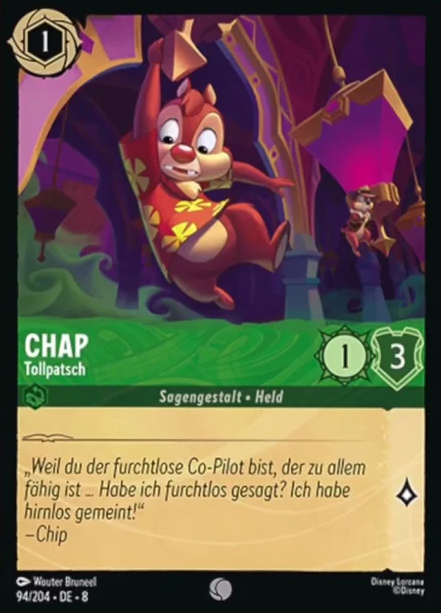 1
CHAP
Tollpatsch
1
3
Sagengestalt • Held
„Weil du der furchtlose Co-Pilot bist, der zu allem
fähig ist ... Habe ich furchtlos gesagt? Ich habe
hirnlos gemeint!“
–Chip
Wouter Bruneel
Disney Lorcana
94/204 • DE • 8
©Disney